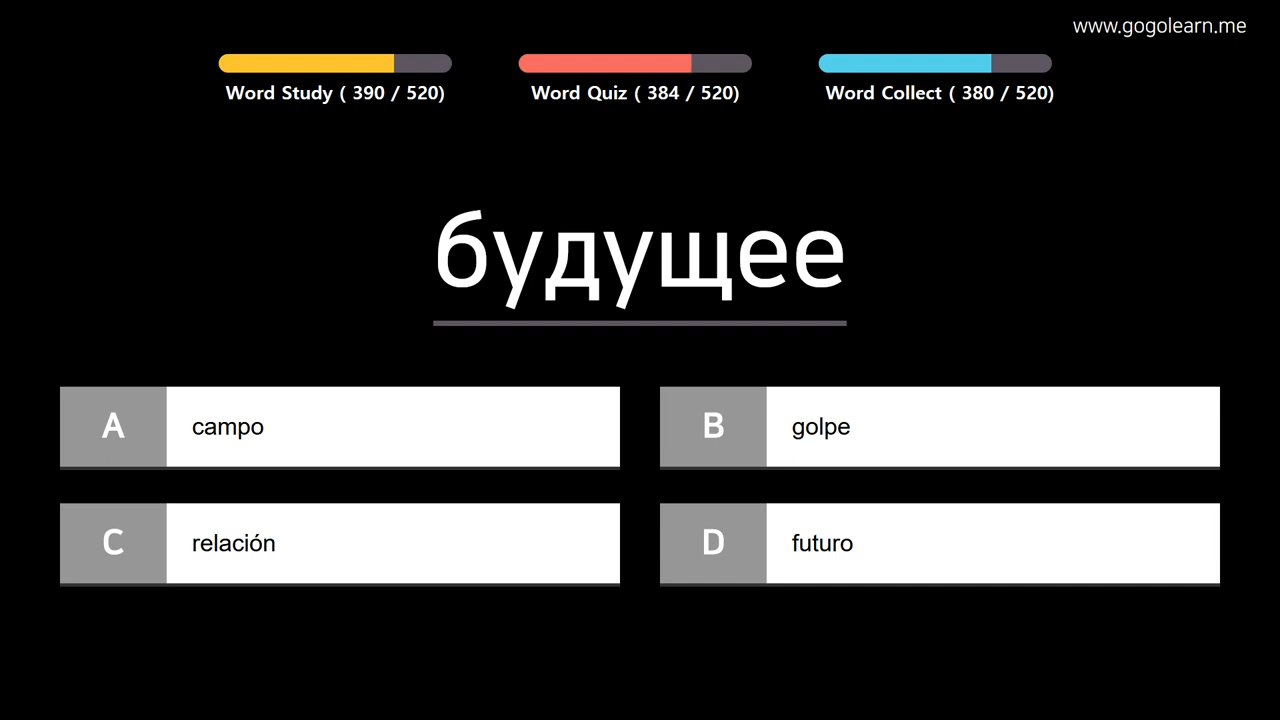 www.gogolearn.me
Word Study ( 390 / 520)
Word Quiz ( 384 / 520)
Word Collect ( 380 / 520)
будущее
A campo
B golpe
C relación
D futuro